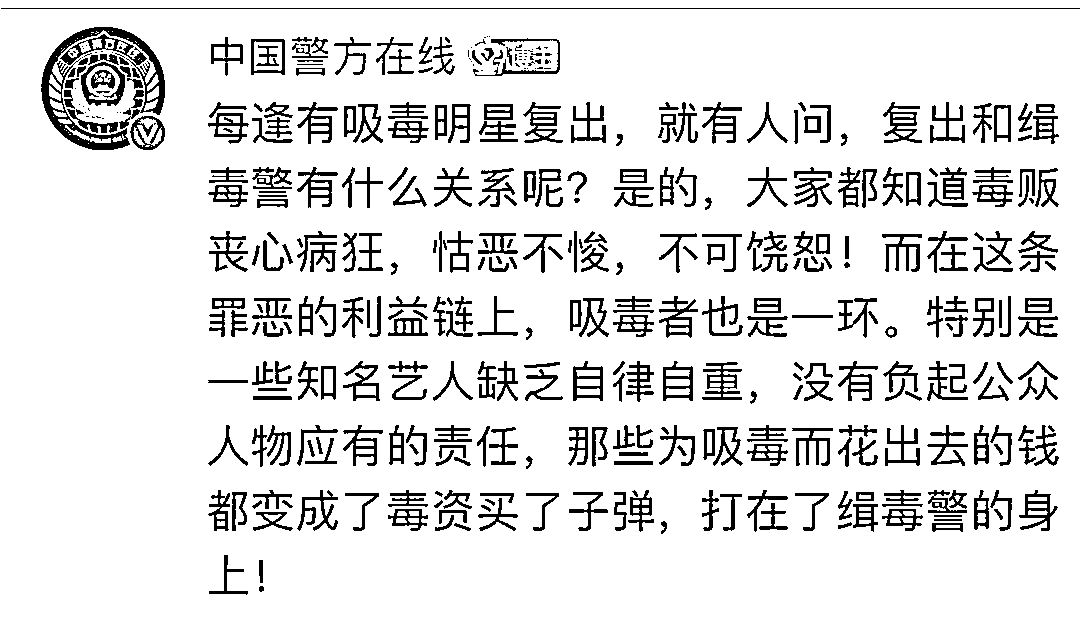 中国警方在线
每逢有吸毒明星复出，就有人问，复出和缉
毒警有什么关系呢？是的，大家都知道毒贩
丧心病狂，怙恶不悛，不可饶恕！而在这条
罪恶的利益链上，吸毒者也是一环。特别是
一些知名艺人缺乏自律自重，没有负起公众
人物应有的责任，那些为吸毒而花出去的钱
都变成了毒资买了子弹，打在了缉毒警的身
上！